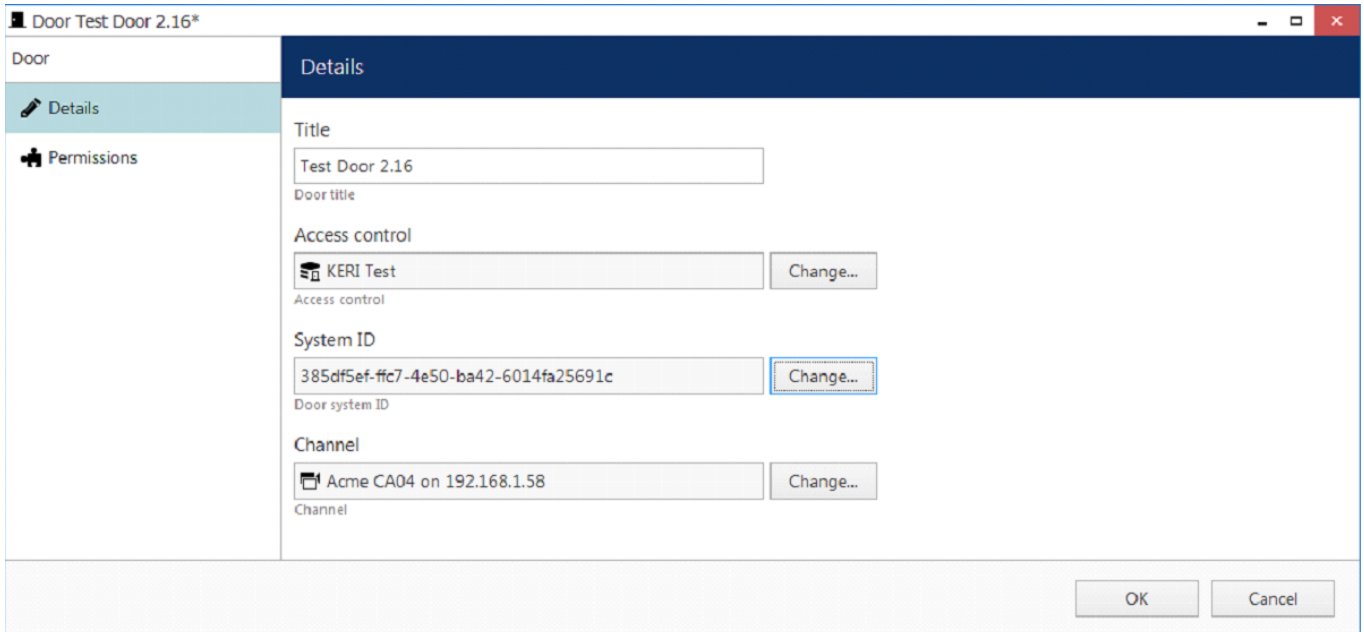 Door Test Door 2.16*
Door
Details
Permissions
Details
Title
Test Door 2.16
Door title
Access control
KERI Test
Change...
Access control
System ID
385df5ef-ffc7-4e50-ba42-6014fa25691c
Change...
Door system ID
Channel
Acme CA04 on 192.168.1.58
Change...
Channel
OK
Cancel